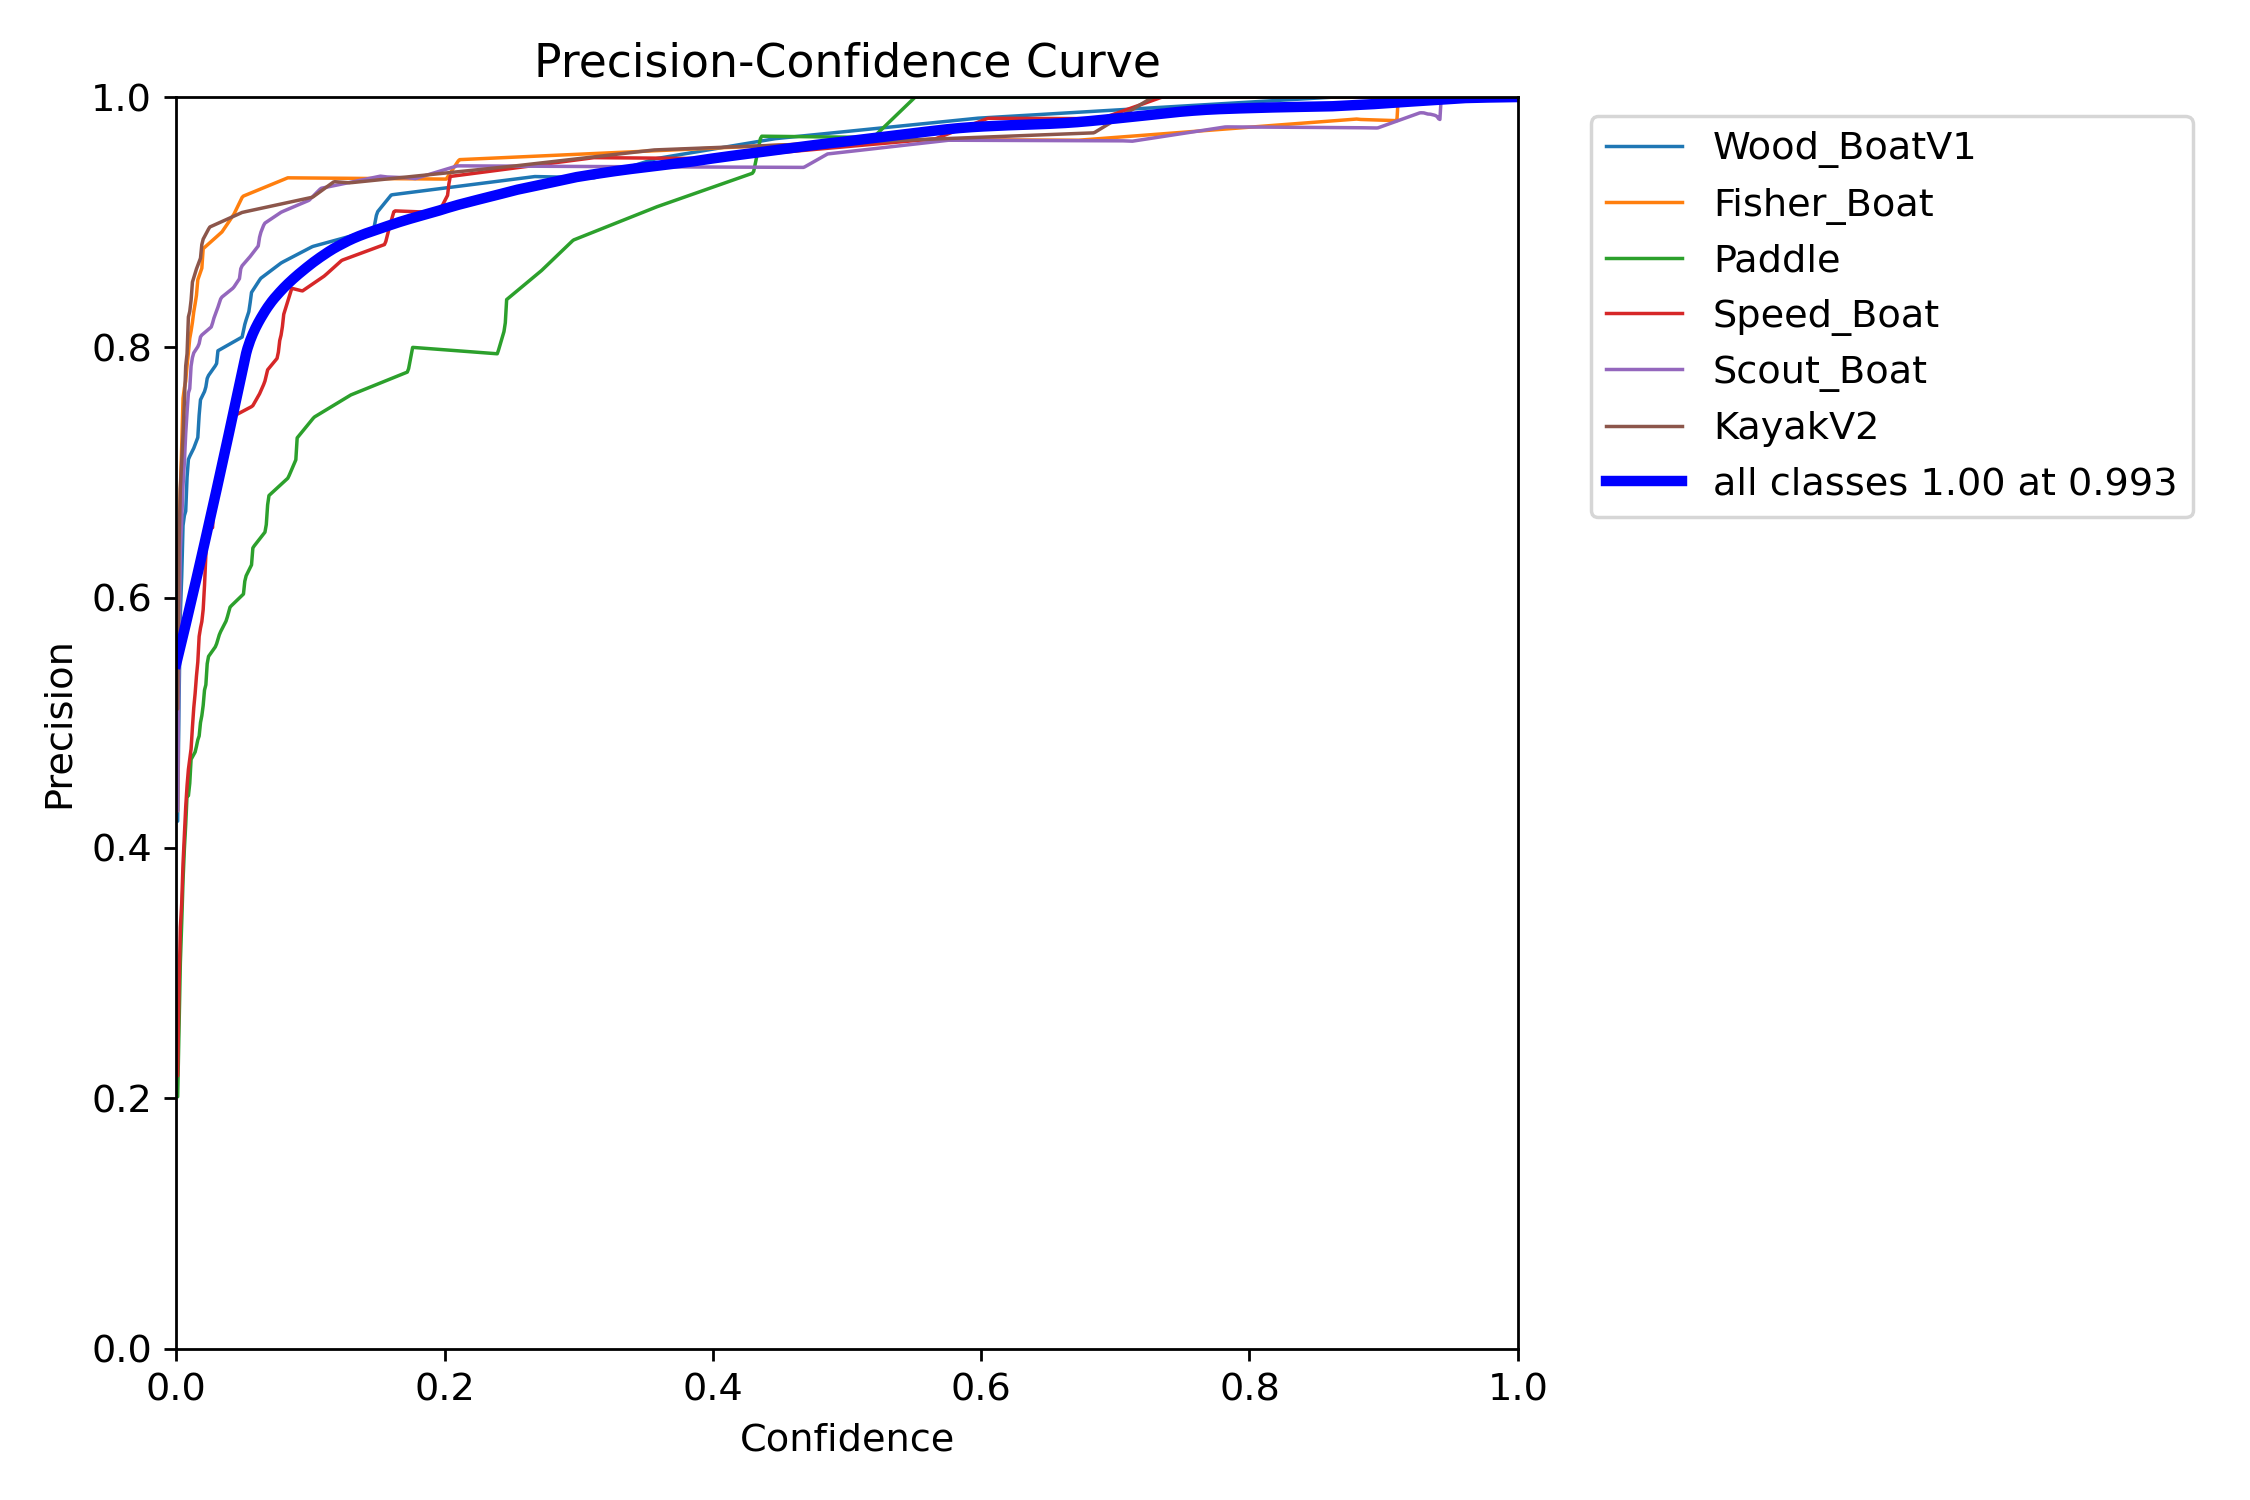 Precision-Confidence Curve
1.0
0.8
0.6
0.4
0.2
0.0
Precision
0.0 0.2 0.4 0.6 0.8 1.0
Confidence
Wood_BoatV1
Fisher_Boat
Paddle
Speed_Boat
Scout_Boat
KayakV2
all classes 1.00 at 0.993